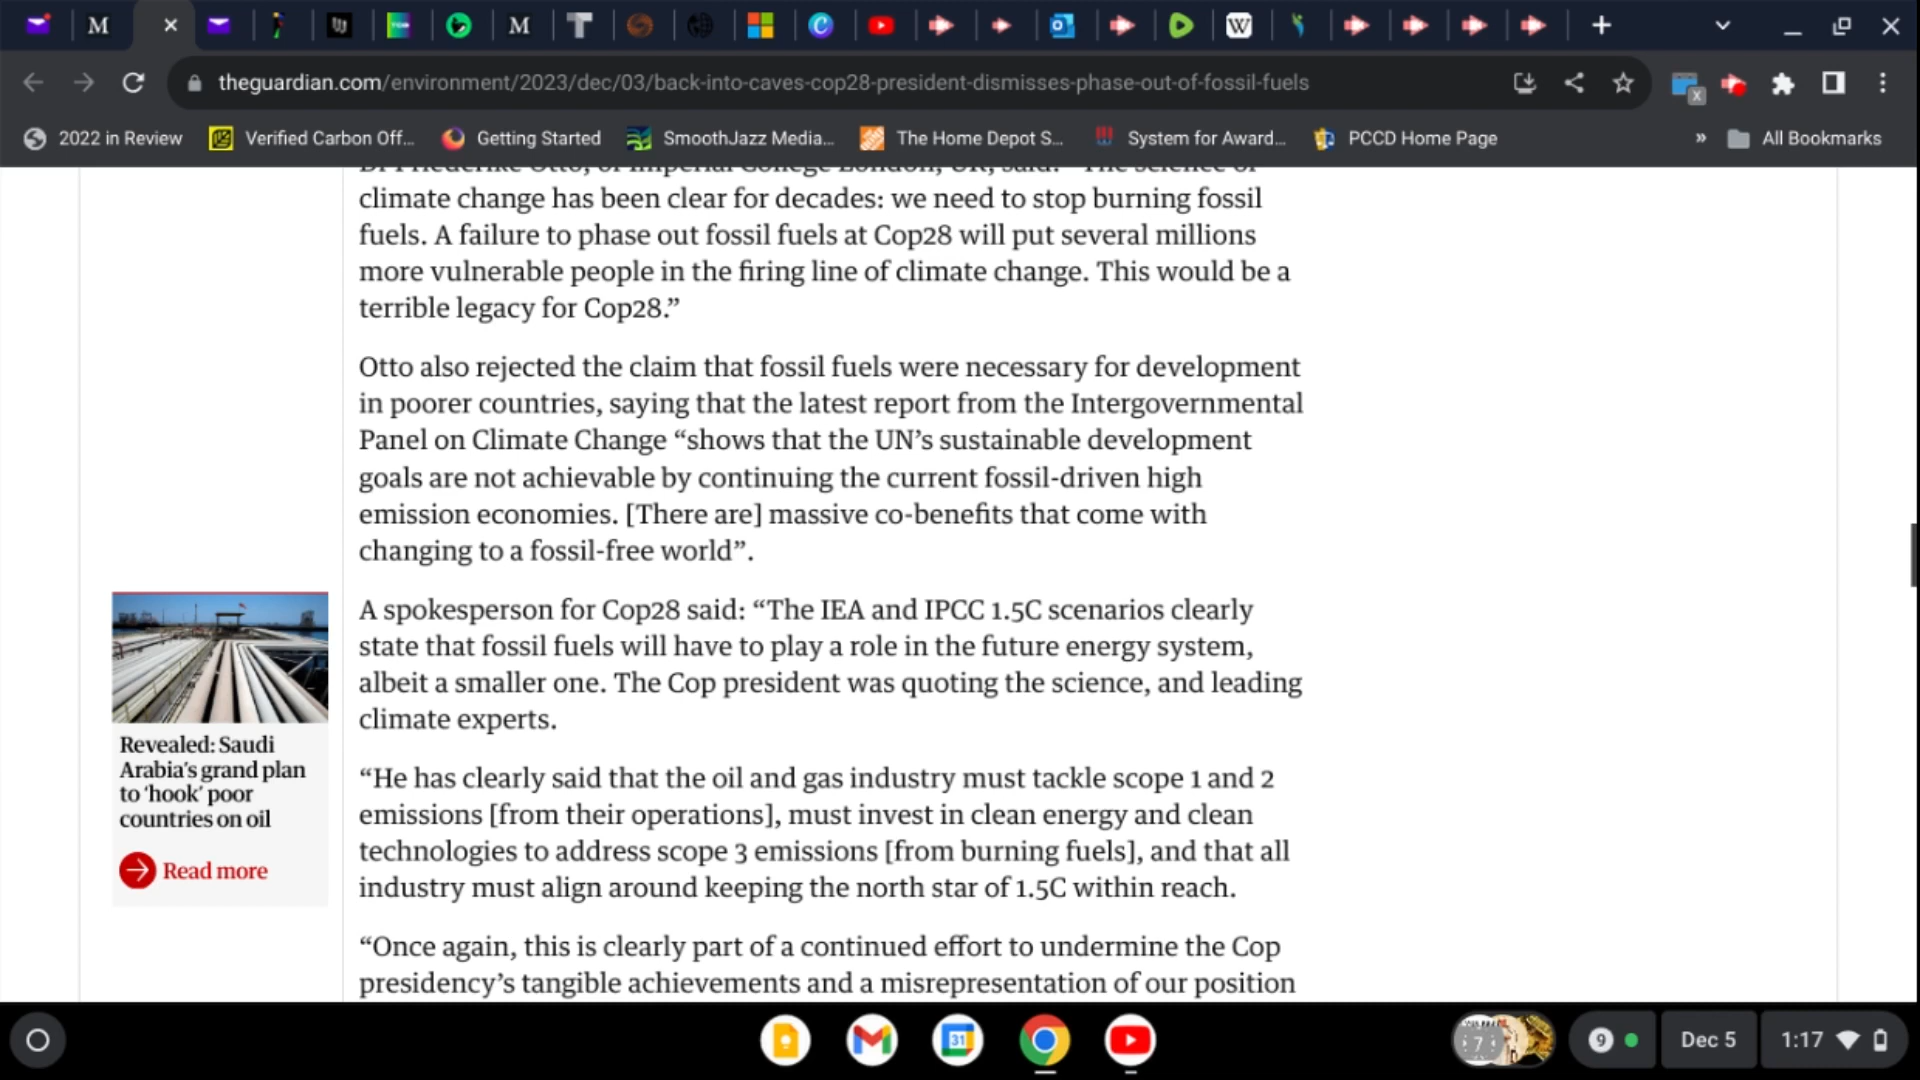 theguardian.com/environment/2023/dec/03/back-into-caves-cop28-president-dismisses-phase-out-of-fossil-fuels
2022 in Review
Verified Carbon Off...
Getting Started
SmoothJazz Media...
The Home Depot S...
System for Award...
PCCD Home Page
» All Bookmarks
Dr Friederike Otto, of Imperial College London, UK, said: “The science of
climate change has been clear for decades: we need to stop burning fossil
fuels. A failure to phase out fossil fuels at Cop28 will put several millions
more vulnerable people in the firing line of climate change. This would be a
terrible legacy for Cop28.”
Otto also rejected the claim that fossil fuels were necessary for development
in poorer countries, saying that the latest report from the Intergovernmental
Panel on Climate Change “shows that the UN’s sustainable development
goals are not achievable by continuing the current fossil-driven high
emission economies. [There are] massive co-benefits that come with
changing to a fossil-free world”.
A spokesperson for Cop28 said: “The IEA and IPCC 1.5C scenarios clearly
state that fossil fuels will have to play a role in the future energy system,
albeit a smaller one. The Cop president was quoting the science, and leading
climate experts.
Revealed: Saudi
Arabia’s grand plan
to ‘hook’ poor
countries on oil
Read more
“He has clearly said that the oil and gas industry must tackle scope 1 and 2
emissions [from their operations], must invest in clean energy and clean
technologies to address scope 3 emissions [from burning fuels], and that all
industry must align around keeping the north star of 1.5C within reach.
“Once again, this is clearly part of a continued effort to undermine the Cop
presidency’s tangible achievements and a misrepresentation of our position
31
7
9
Dec 5
1:17